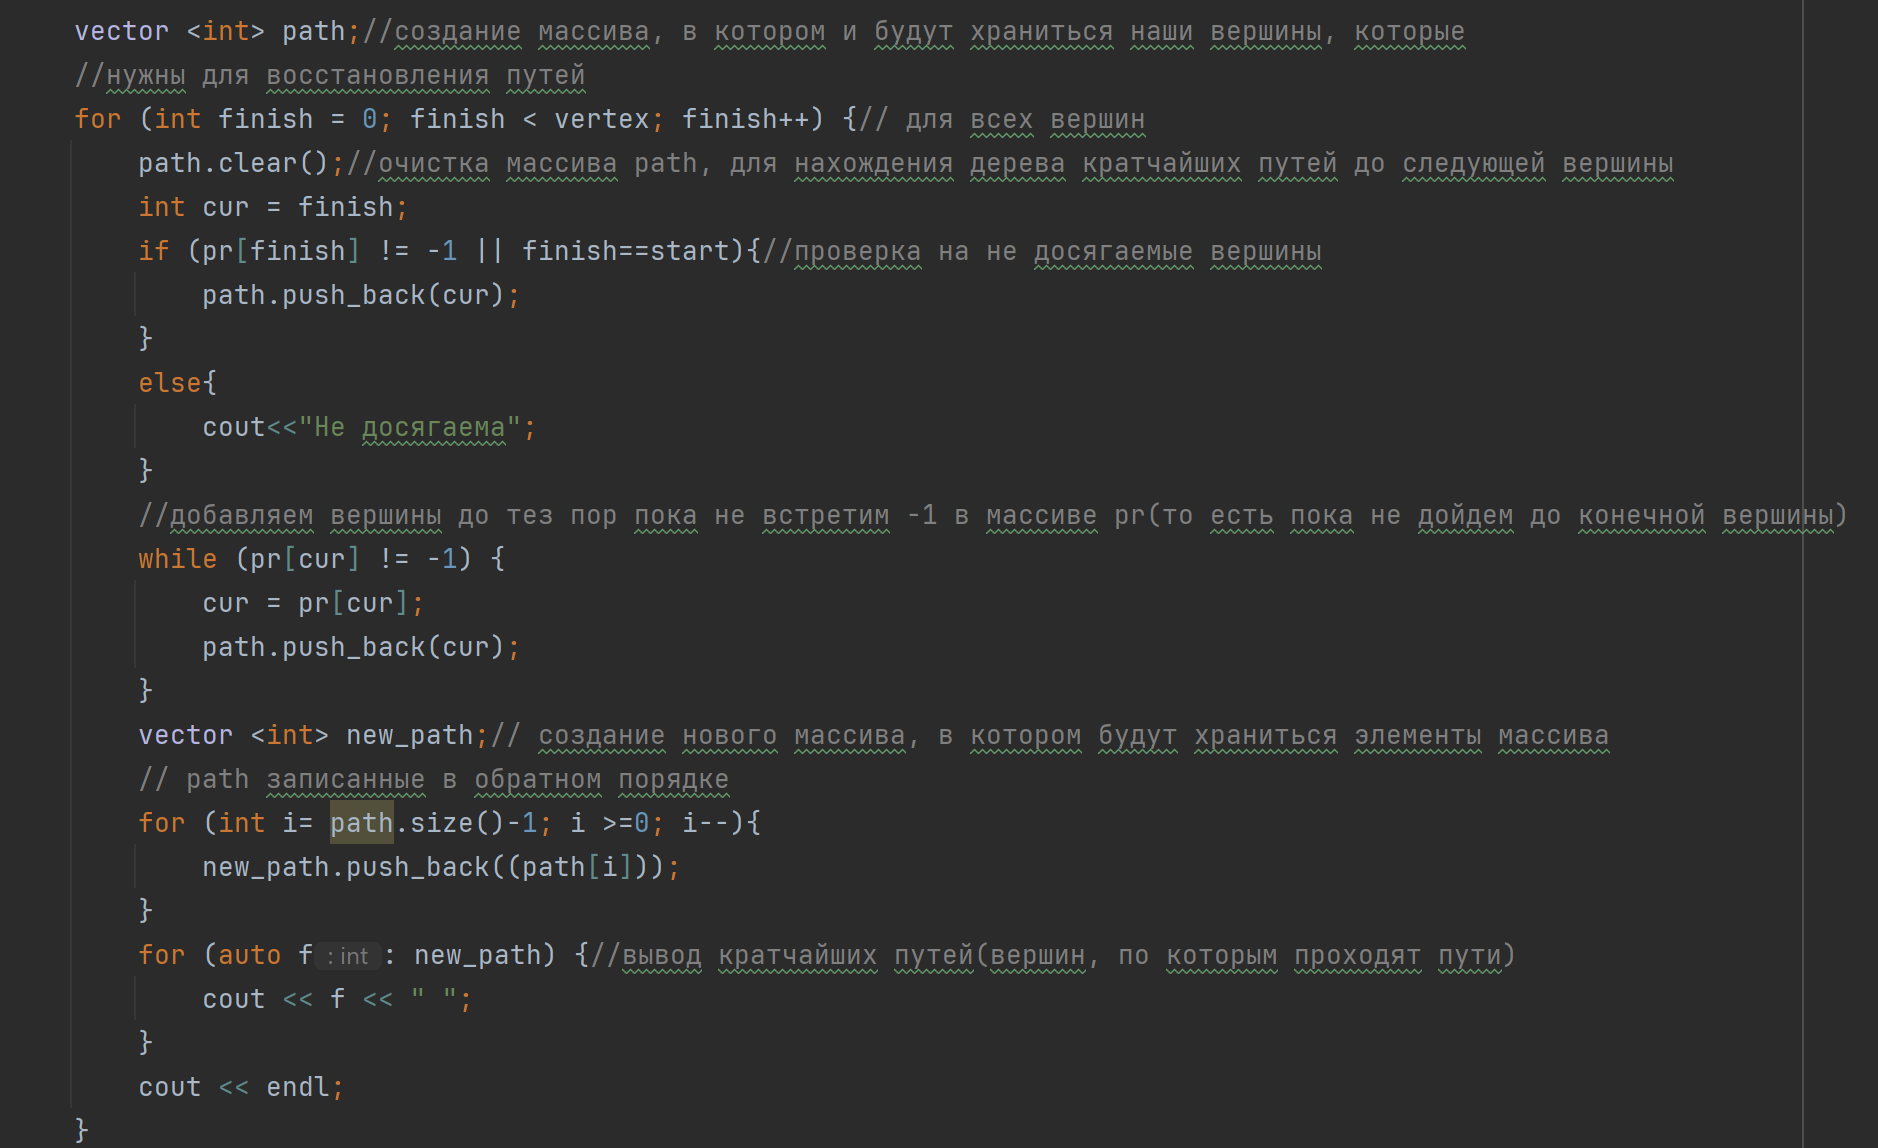 vector <int> path;//создание массива, в котором и будут храниться наши вершины, которые
//нужны для восстановления путей
for (int finish = 0; finish < vertex; finish++) {// для всех вершин
path.clear();//очистка массива path, для нахождения дерева кратчайших путей до следующей вершины
int cur = finish;
if (pr[finish] != -1 || finish==start){//проверка на не досягаемые вершины
path.push_back(cur);
}
else{
cout<<"Не досягаема";
}
//добавляем вершины до тез пор пока не встретим -1 в массиве pr(то есть пока не дойдем до конечной вершины)
while (pr[cur] != -1) {
cur = pr[cur];
path.push_back(cur);
}
vector <int> new_path;// создание нового массива, в котором будут храниться элементы массива
// path записанные в обратном порядке
for (int i= path.size()-1; i >=0; i--){
new_path.push_back((path[i]));
}
for (auto f : int : new_path) {//вывод кратчайших путей(вершин, по которым проходят пути)
cout << f << " ";
}
cout << endl;
}